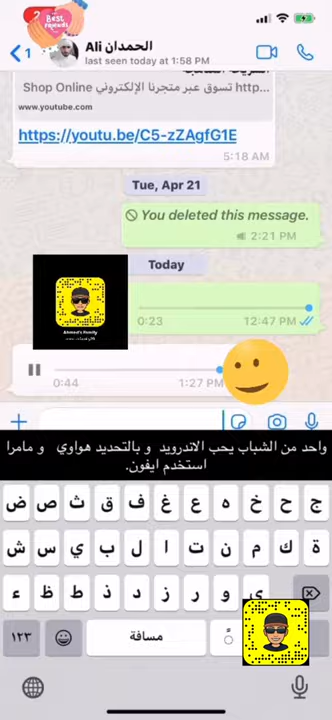 Best
friends
1
Ali الحمدان
last seen today at 1:58 PM
Shop Online تسوق عبر متجرنا الإلكتروني http...
www.youtube.com
https://youtu.be/C5-zZAgfG1E
5:18 AM
Tue, Apr 21
You deleted this message.
2:21 PM
Today
0:23
12:47 PM
0:44
1:27 PM
واحد من الشباب يحب الاندرويد و بالتحديد هواوي و مامرا
استخدم ايفون.
ض ص ث ق ف غ ع ه خ ح ج
ش س ي ب ل ا ت ن م ك ة
ء ظ ط ذ د ز ر و ى
١٢٣
مسافة